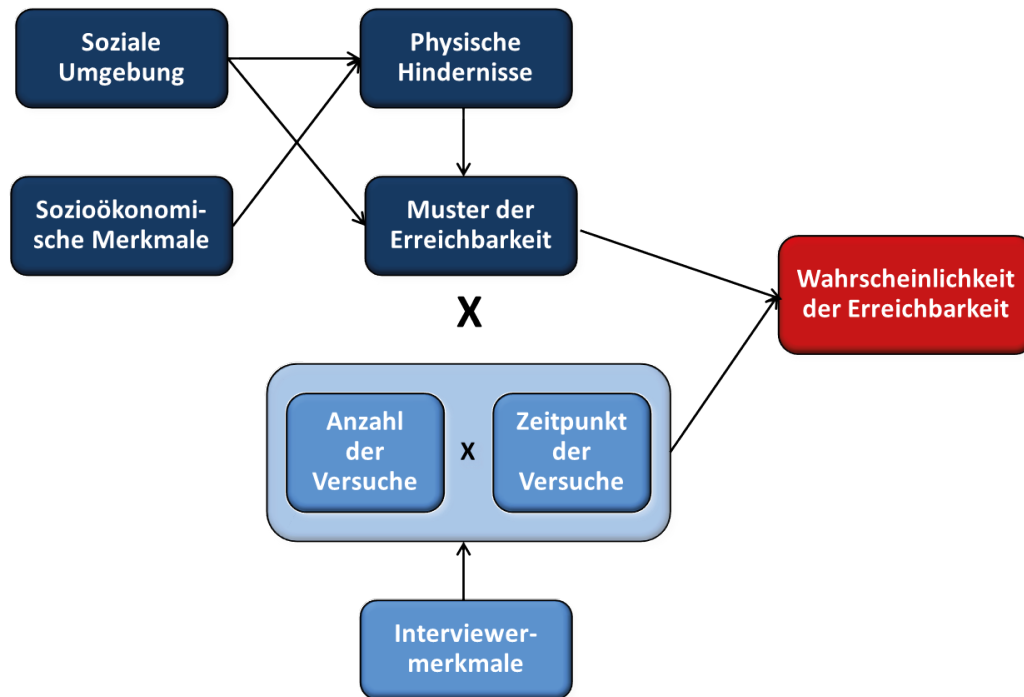 Soziale
Umgebung
Physische
Hindernisse
Sozioökonomi-
sche Merkmale
Muster der
Erreichbarkeit
Wahrscheinlichkeit
der Erreichbarkeit
X
Anzahl
der
Versuche
x
Zeitpunkt
der
Versuche
Interviewer-
merkmale